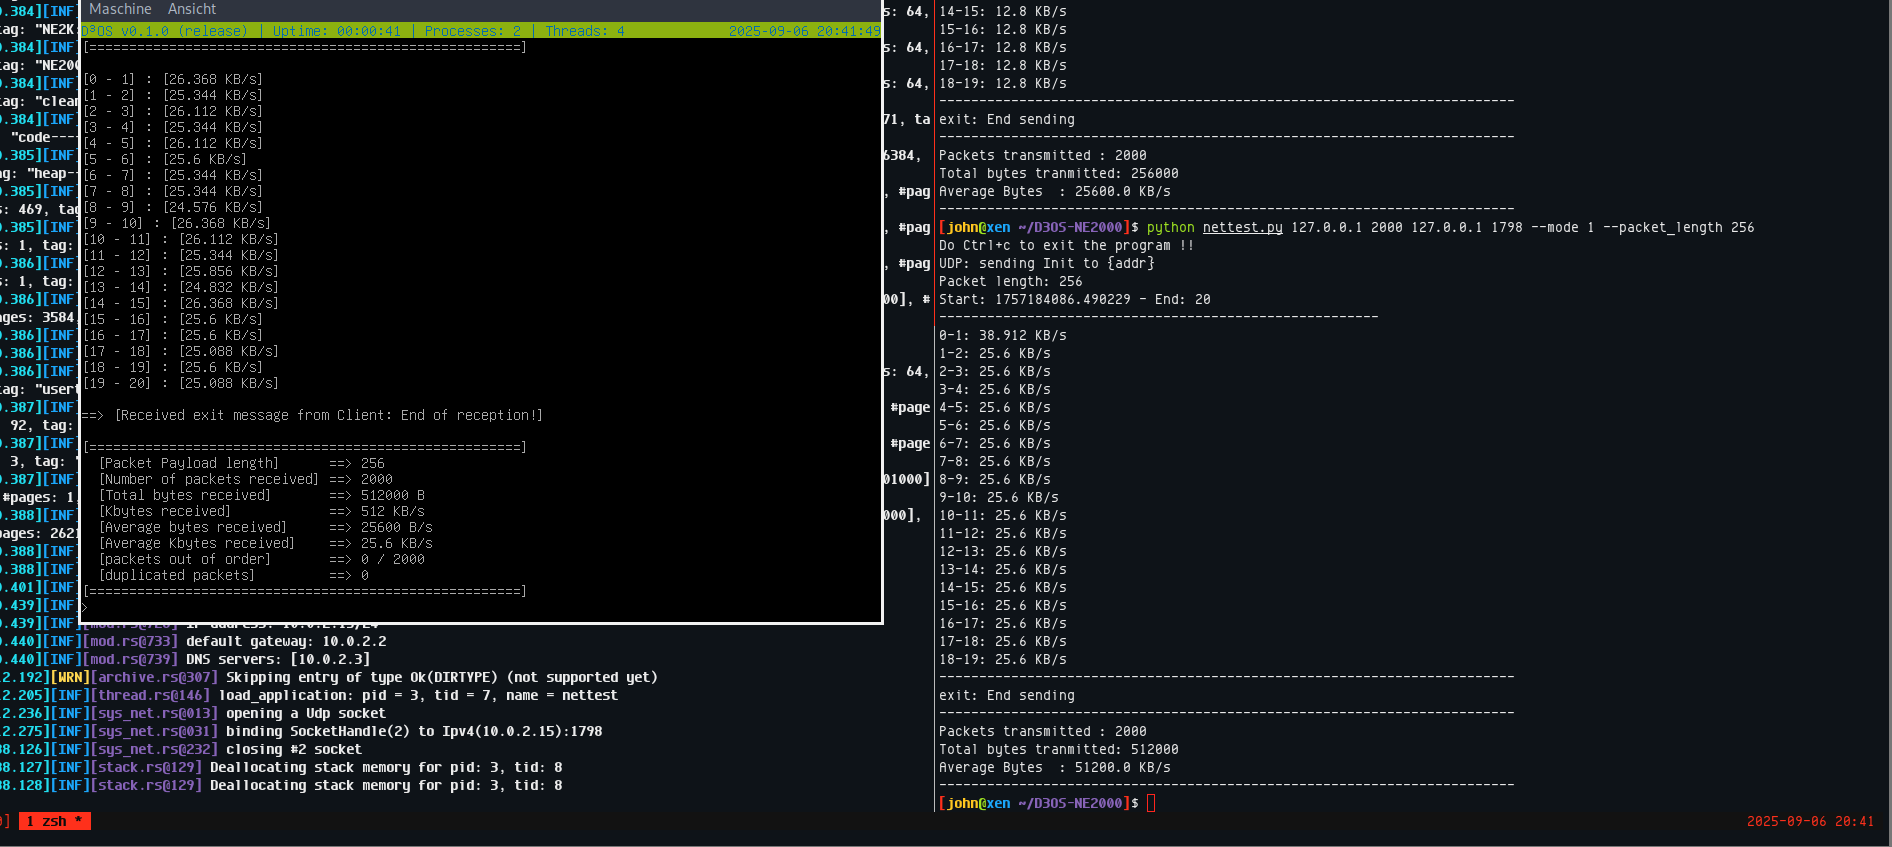 Maschine Ansicht
D³OS v0.1.0 (release) | Uptime: 00:00:41 | Processes: 2 | Threads: 4 2025-09-06 20:41:49
[=====================================================]
[0 - 1] : [26.368 KB/s]
[1 - 2] : [25.344 KB/s]
[2 - 3] : [26.112 KB/s]
[3 - 4] : [25.344 KB/s]
[4 - 5] : [26.112 KB/s]
[5 - 6] : [25.6 KB/s]
[6 - 7] : [25.344 KB/s]
[7 - 8] : [25.344 KB/s]
[8 - 9] : [24.576 KB/s]
[9 - 10] : [26.368 KB/s]
[10 - 11] : [26.112 KB/s]
[11 - 12] : [25.344 KB/s]
[12 - 13] : [25.856 KB/s]
[13 - 14] : [24.832 KB/s]
[14 - 15] : [26.368 KB/s]
[15 - 16] : [25.6 KB/s]
[16 - 17] : [25.6 KB/s]
[17 - 18] : [25.088 KB/s]
[18 - 19] : [25.6 KB/s]
[19 - 20] : [25.088 KB/s]
==> [Received exit message from Client: End of reception!]
[=====================================================]
[Packet Payload length] ==> 256
[Number of packets received] ==> 2000
[Total bytes received] ==> 512000 B
[Kbytes received] ==> 512 KB/s
[Average bytes received] ==> 25600 B/s
[Average Kbytes received] ==> 25.6 KB/s
[packets out of order] ==> 0 / 2000
[duplicated packets] ==> 0
[=====================================================]
>
.384][INF]
tag: "NE2K
.384][INF]
tag: "NE20
.384][INF]
tag: "clea
.384][INF]
"code----
.385][INF]
ag: "heap-
.385][INF]
s: 469, tag
.385][INF]
s: 1, tag:
.386][INF]
s: 1, tag:
.386][INF]
ages: 3584,
.386][INF]
.386][INF]
.386][INF]
tag: "user
.387][INF]
92, tag:
.387][INF]
3, tag: "
.387][INF]
#pages: 1,
.388][INF]
pages: 262
.388][INF]
.388][INF]
.401][INF]
.439][INF]
.439][INF]
.440][INF][mod.rs@733] default gateway: 10.0.2.2
.440][INF][mod.rs@739] DNS servers: [10.0.2.3]
2.192][WRN][archive.rs@307] Skipping entry of type Ok(DIRTYPE) (not supported yet)
2.205][INF][thread.rs@146] load_application: pid = 3, tid = 7, name = nettest
2.236][INF][sys_net.rs@013] opening a Udp socket
2.275][INF][sys_net.rs@031] binding SocketHandle(2) to Ipv4(10.0.2.15):1798
38.126][INF][sys_net.rs@232] closing #2 socket
38.127][INF][stack.rs@129] Deallocating stack memory for pid: 3, tid: 8
38.128][INF][stack.rs@129] Deallocating stack memory for pid: 3, tid: 8
s: 64,
s: 64,
s: 64,
71, ta
6384,
, #pag
, #pag
, #pag
00], #
s: 64,
#page
#page
01000]
000],
14-15: 12.8 KB/s
15-16: 12.8 KB/s
16-17: 12.8 KB/s
17-18: 12.8 KB/s
18-19: 12.8 KB/s
------------------------------------------------------------------------
exit: End sending
------------------------------------------------------------------------
Packets transmitted : 2000
Total bytes tranmitted: 256000
Average Bytes : 25600.0 KB/s
------------------------------------------------------------------------
[john@xen ~/D3OS-NE2000]$ python nettest.py 127.0.0.1 2000 127.0.0.1 1798 --mode 1 --packet_length 256
Do Ctrl+c to exit the program !!
UDP: sending Init to {addr}
Packet length: 256
Start: 1757184086.490229 - End: 20
-------------------------------------------------------
0-1: 38.912 KB/s
1-2: 25.6 KB/s
2-3: 25.6 KB/s
3-4: 25.6 KB/s
4-5: 25.6 KB/s
5-6: 25.6 KB/s
6-7: 25.6 KB/s
7-8: 25.6 KB/s
8-9: 25.6 KB/s
9-10: 25.6 KB/s
10-11: 25.6 KB/s
11-12: 25.6 KB/s
12-13: 25.6 KB/s
13-14: 25.6 KB/s
14-15: 25.6 KB/s
15-16: 25.6 KB/s
16-17: 25.6 KB/s
17-18: 25.6 KB/s
18-19: 25.6 KB/s
------------------------------------------------------------------------
exit: End sending
------------------------------------------------------------------------
Packets transmitted : 2000
Total bytes tranmitted: 512000
Average Bytes : 51200.0 KB/s
------------------------------------------------------------------------
[john@xen ~/D3OS-NE2000]$
0] 1 zsh * 2025-09-06 20:41